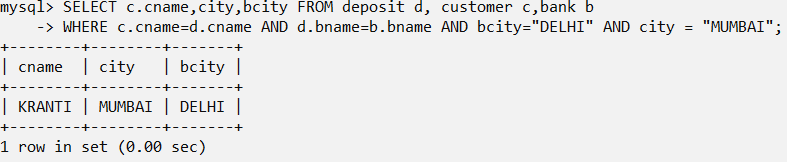 mysql> SELECT c.cname,city,bcity FROM deposit d, customer c,bank b
    -> WHERE c.cname=d.cname AND d.bname=b.bname AND bcity="DELHI" AND city = "MUMBAI";
+--------+--------+-------+
| cname  | city   | bcity |
+--------+--------+-------+
| KRANTI | MUMBAI | DELHI |
+--------+--------+-------+
1 row in set (0.00 sec)